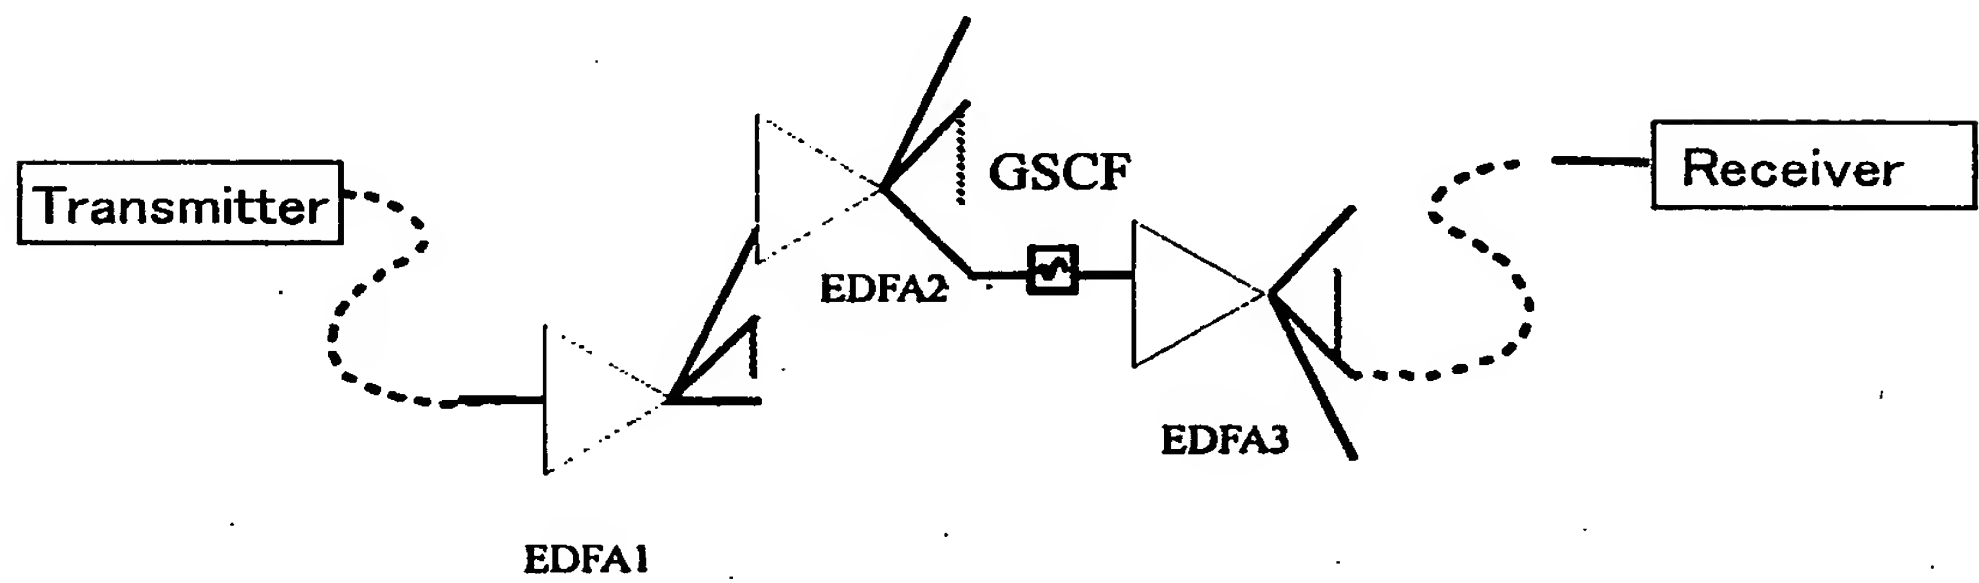 Transmitter
GSCF
Receiver
EDFA2
EDFA3
EDFA1